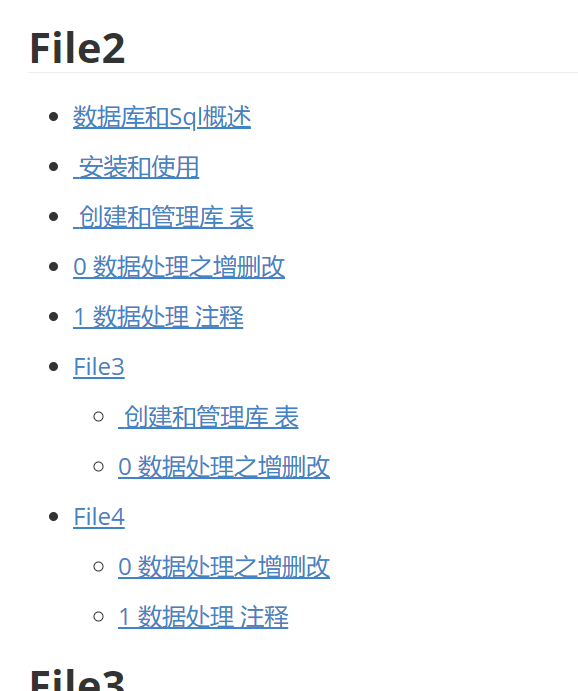 File2
数据库和Sql概述
安装和使用
创建和管理库 表
0 数据处理之增删改
1 数据处理 注释
File3
创建和管理库 表
0 数据处理之增删改
File4
0 数据处理之增删改
1 数据处理 注释
File3